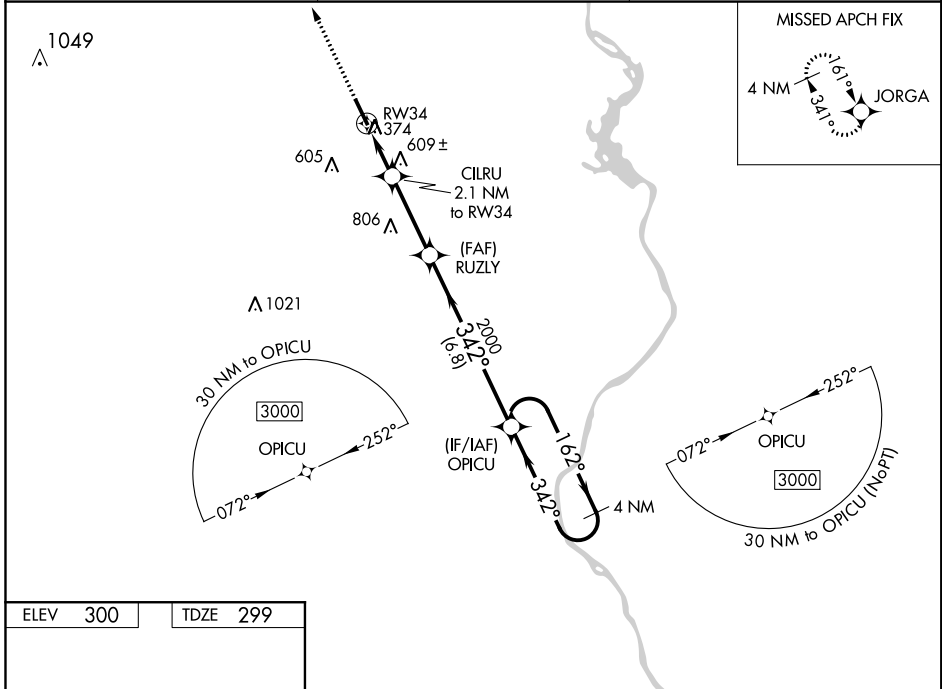 1049
MISSED APCH FIX
4 NM
161°
341°
JORGA
RW34
374
609 ±
605
CILRU
2.1 NM
to RW34
806
(FAF)
RUZLY
1021
2000
342°
(6.8)
30 NM to OPICU
3000
OPICU
072°
252°
(IF/IAF)
OPICU
162°
342°
4 NM
072°
252°
OPICU
3000
30 NM to OPICU (NoPT)
ELEV 300
TDZE 299